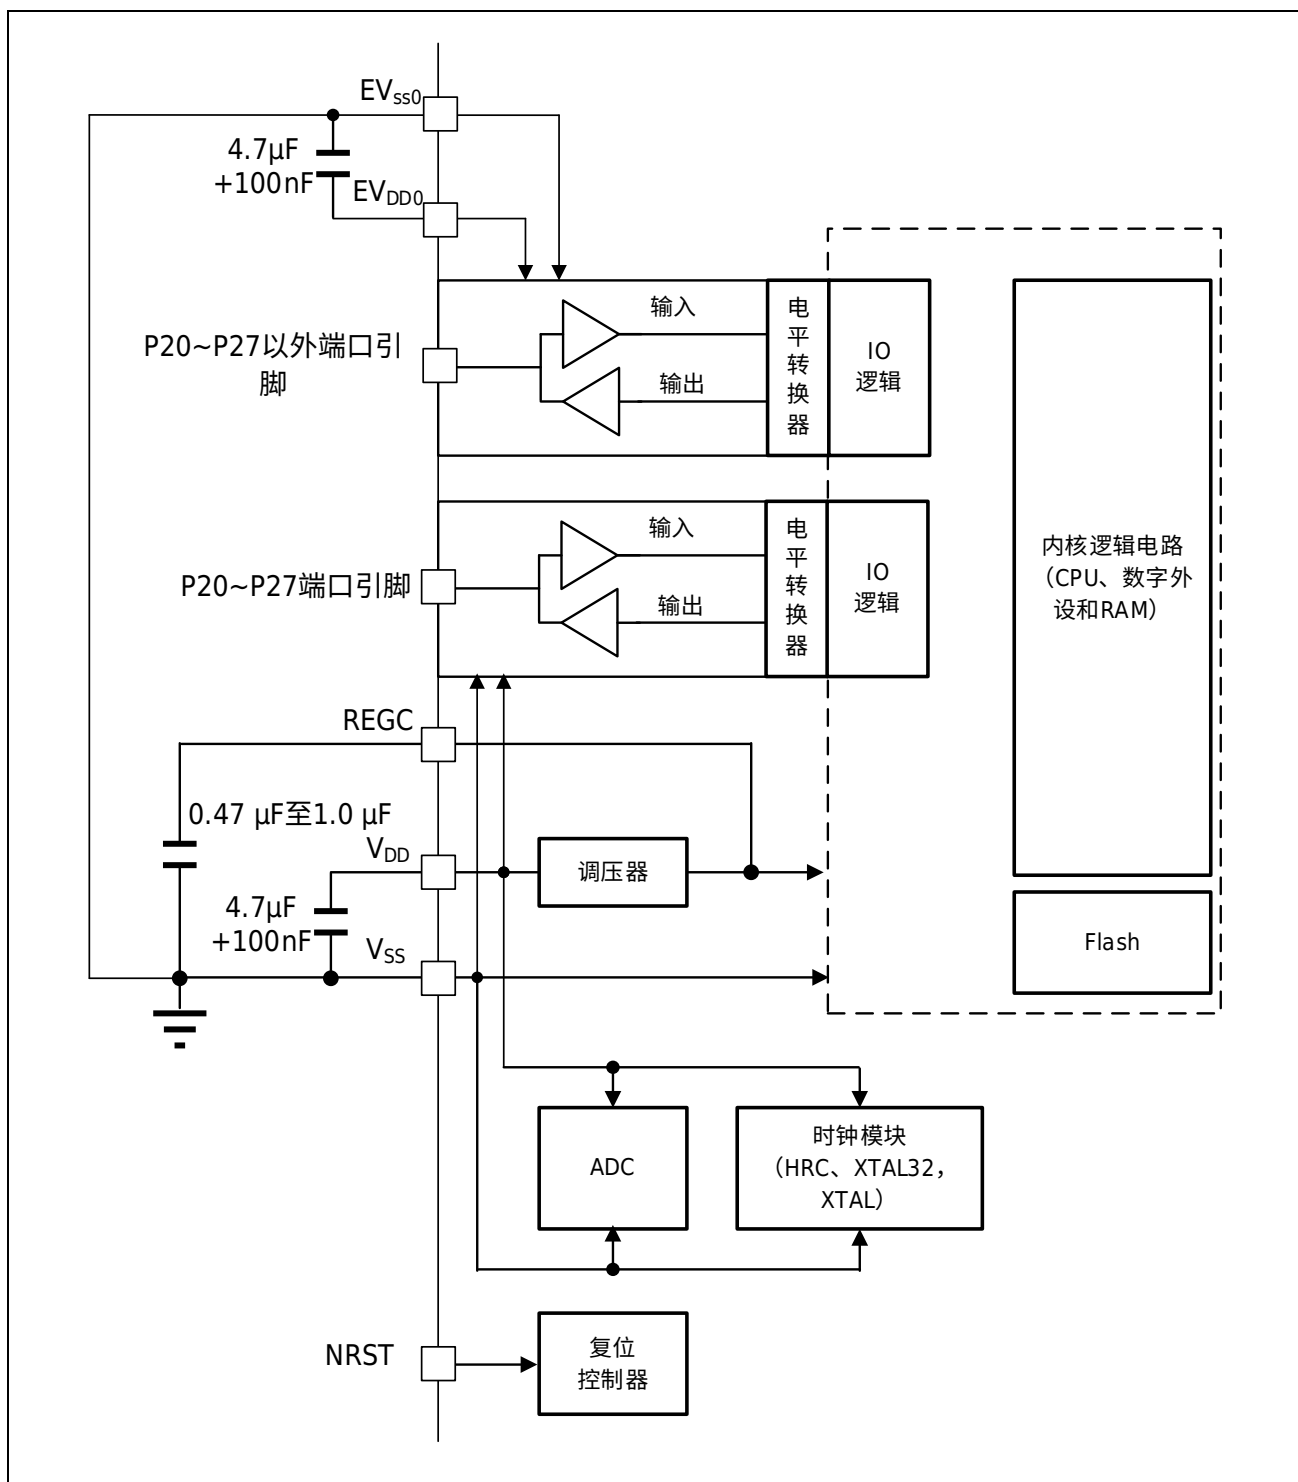 EVss0
4.7μF
+100nF
EVDD0
P20~P27以外端口引
脚
输入
输出
电
平
转
换
器
IO
逻辑
P20~P27端口引脚
输入
输出
电
平
转
换
器
IO
逻辑
内核逻辑电路
（CPU、数字外
设和RAM）
REGC
0.47 μF至1.0 μF
VDD
调压器
4.7μF
+100nF
VSS
Flash
ADC
时钟模块
（HRC、XTAL32，
XTAL）
NRST
复位
控制器